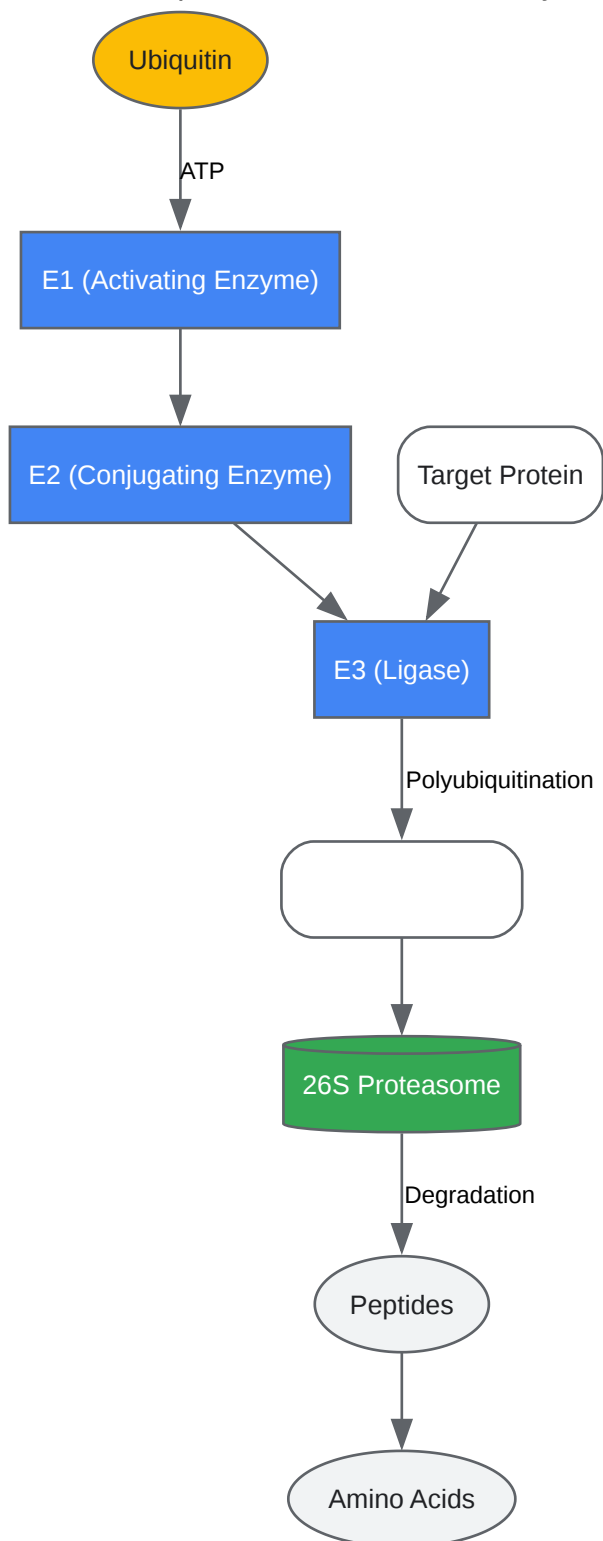 Ubiquitin
ATP
E1 (Activating Enzyme)
E2 (Conjugating Enzyme)
Target Protein
E3 (Ligase)
Polyubiquitination
26S Proteasome
Degradation
Peptides
Amino Acids